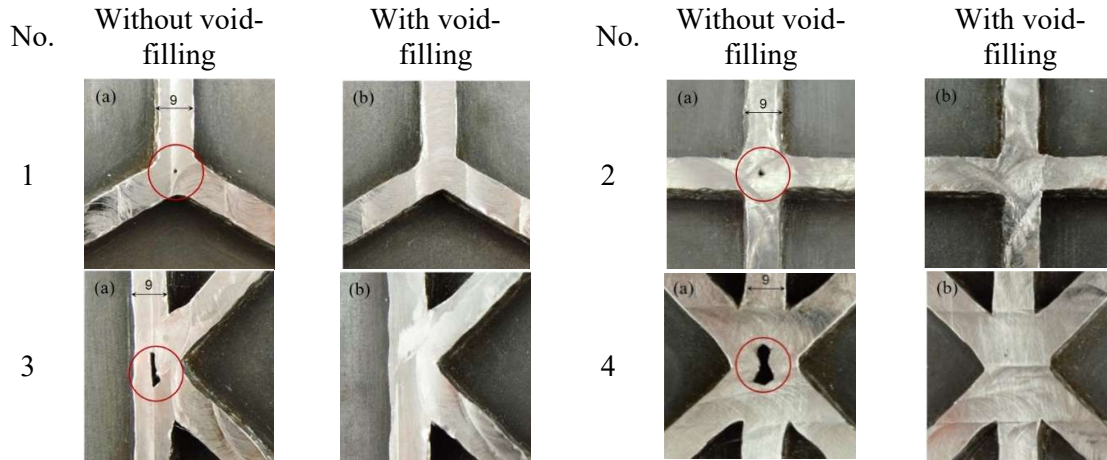 No.
Without void-
filling
With void-
filling
No.
Without void-
filling
With void-
filling
1
(a)
9
(b)
2
(a)
9
(b)
3
(a)
9
(b)
4
(a)
9
(b)